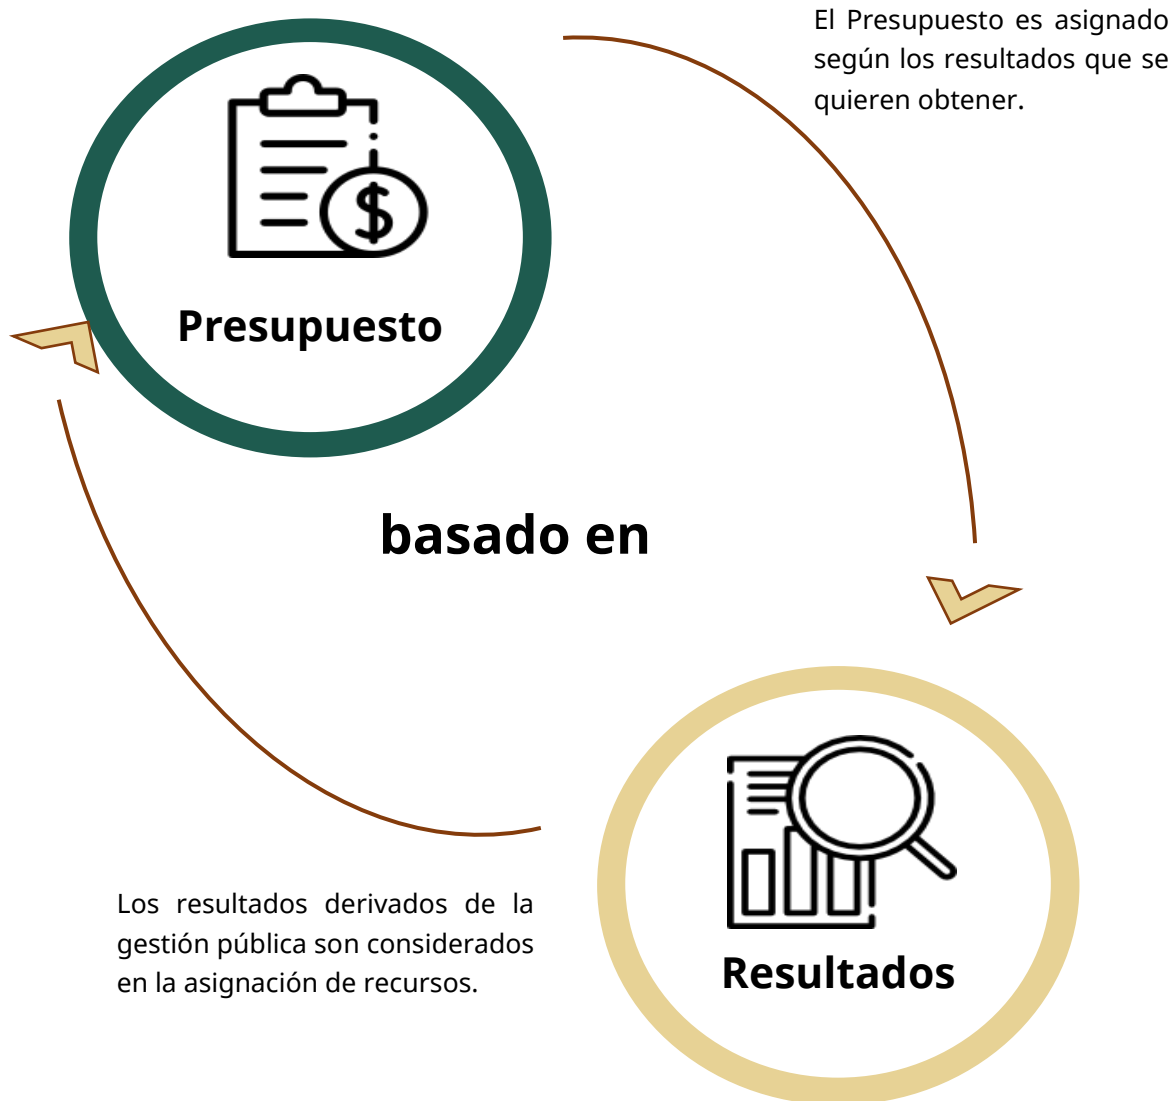 El Presupuesto es asignado
según los resultados que se
quieren obtener.
$
Presupuesto
basado en
Los resultados derivados de la
gestión pública son considerados
en la asignación de recursos.
Resultados